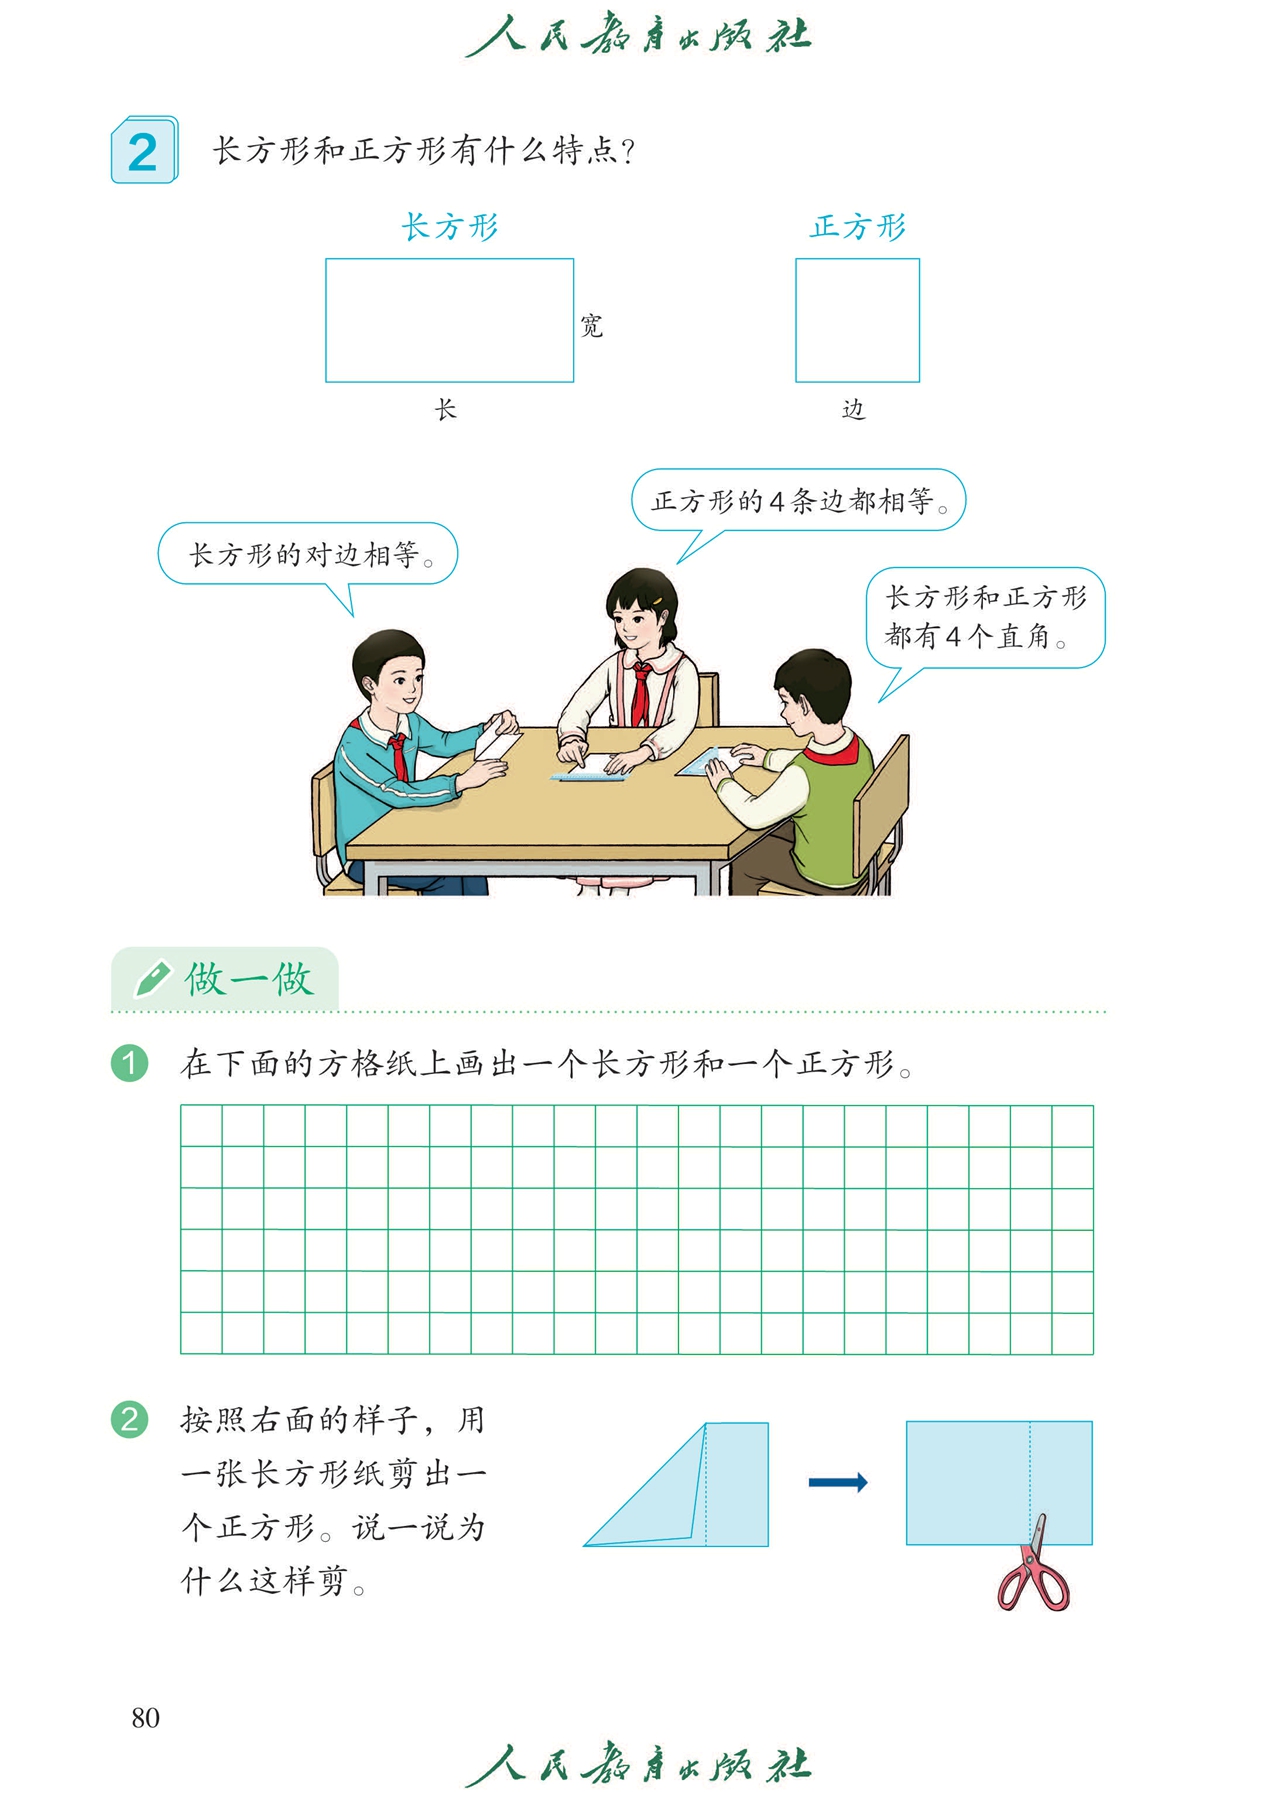 人民教育出版社
2 长方形和正方形有什么特点？
长方形 正方形
宽
长 边
正方形的4条边都相等。
长方形的对边相等。
长方形和正方形
都有4个直角。
做一做
1 在下面的方格纸上画出一个长方形和一个正方形。
2 按照右面的样子，用
一张长方形纸剪出一
个正方形。说一说为
什么这样剪。
80
人民教育出版社